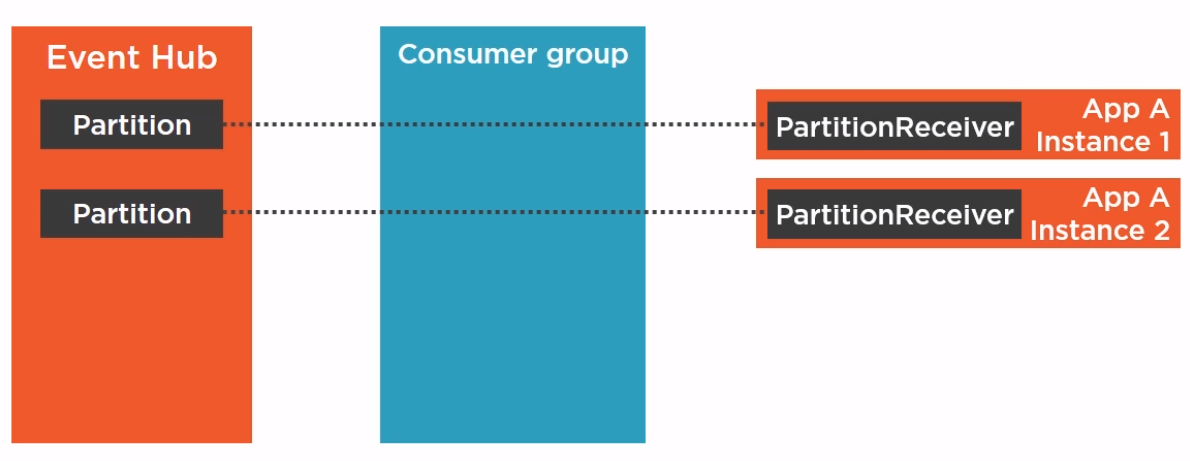 Event Hub
Consumer group
Partition
PartitionReceiver
App A
Instance 1
Partition
PartitionReceiver
App A
Instance 2